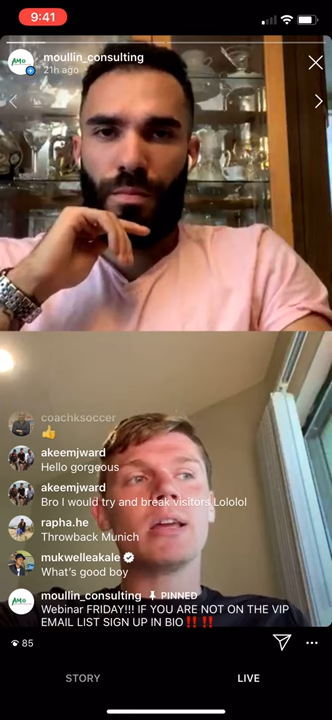 9:41
moullin_consulting
21h ago
coachksoccer
👍
akeemjward
Hello gorgeous
akeemjward
Bro I would try and break visitors Lololol
rapha.he
Throwback Munich
mukwelleakale
What's good boy
moullin_consulting PINNED
Webinar FRIDAY!!! IF YOU ARE NOT ON THE VIP
EMAIL LIST SIGN UP IN BIO‼️ ‼️
85
STORY LIVE